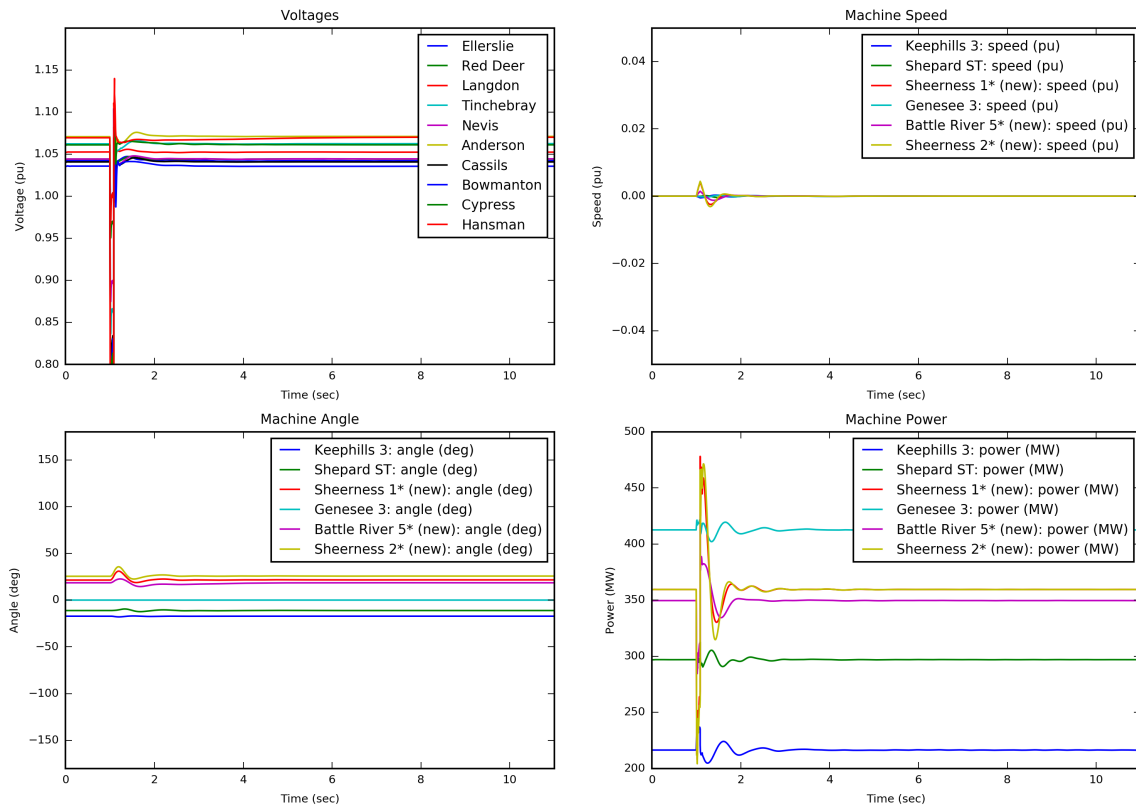 Voltages
1.15
1.10
1.05
1.00
0.95
0.90
0.85
0.80
Voltage (pu)
0 2 4 6 8 10
Time (sec)
Ellerslie
Red Deer
Langdon
Tinchebray
Nevis
Anderson
Cassils
Bowmanton
Cypress
Hansman
Machine Speed
0.04
0.02
0.00
−0.02
−0.04
Speed (pu)
0 2 4 6 8 10
Time (sec)
Keephills 3: speed (pu)
Shepard ST: speed (pu)
Sheerness 1* (new): speed (pu)
Genesee 3: speed (pu)
Battle River 5* (new): speed (pu)
Sheerness 2* (new): speed (pu)
Machine Angle
150
100
50
0
−50
−100
−150
Angle (deg)
0 2 4 6 8 10
Time (sec)
Keephills 3: angle (deg)
Shepard ST: angle (deg)
Sheerness 1* (new): angle (deg)
Genesee 3: angle (deg)
Battle River 5* (new): angle (deg)
Sheerness 2* (new): angle (deg)
Machine Power
500
450
400
350
300
250
200
Power (MW)
0 2 4 6 8 10
Time (sec)
Keephills 3: power (MW)
Shepard ST: power (MW)
Sheerness 1* (new): power (MW)
Genesee 3: power (MW)
Battle River 5* (new): power (MW)
Sheerness 2* (new): power (MW)